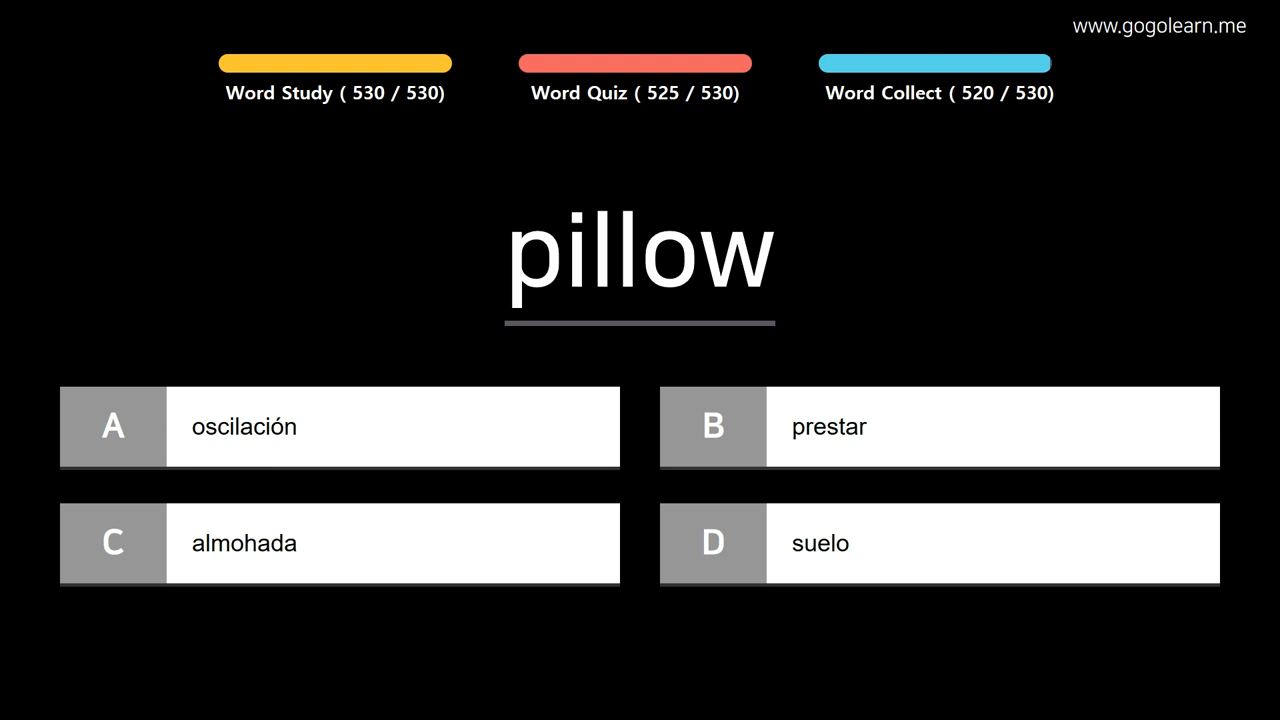 www.gogolearn.me
Word Study ( 530 / 530)
Word Quiz ( 525 / 530)
Word Collect ( 520 / 530)
pillow
A
oscilación
B
prestar
C
almohada
D
suelo